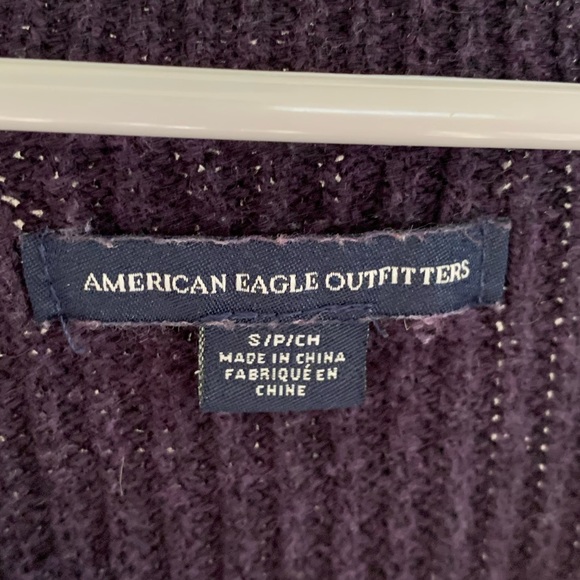 AMERICAN EAGLE OUTFITTERS
S/P/CH
MADE IN CHINA
FABRIQUÉ EN
CHINE